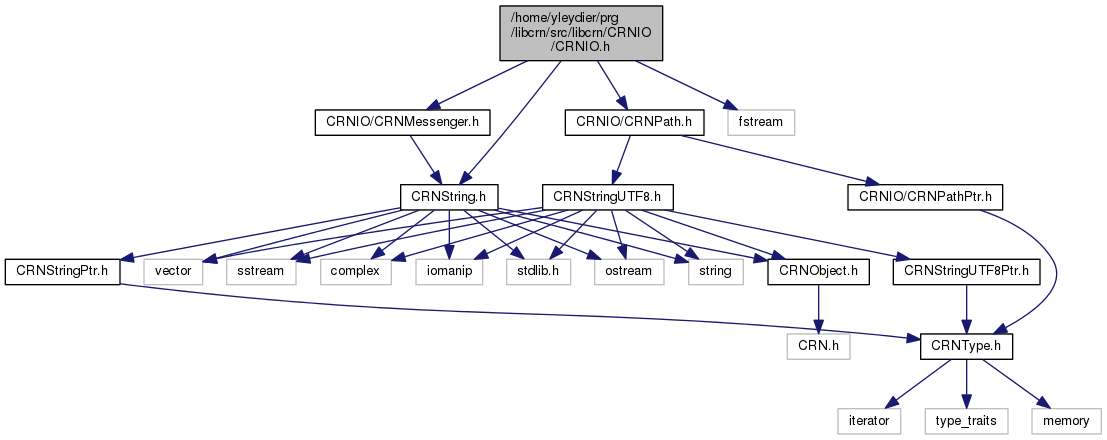 /home/yleydier/prg
/libcrn/src/libcrn/CRNIO
/CRNIO.h
CRNIO/CRNMessenger.h
CRNIO/CRNPath.h
fstream
CRNString.h
CRNStringUTF8.h
CRNIO/CRNPathPtr.h
CRNStringPtr.h
vector
sstream
complex
iomanip
stdlib.h
ostream
string
CRNObject.h
CRNStringUTF8Ptr.h
CRN.h
CRNType.h
iterator
type_traits
memory